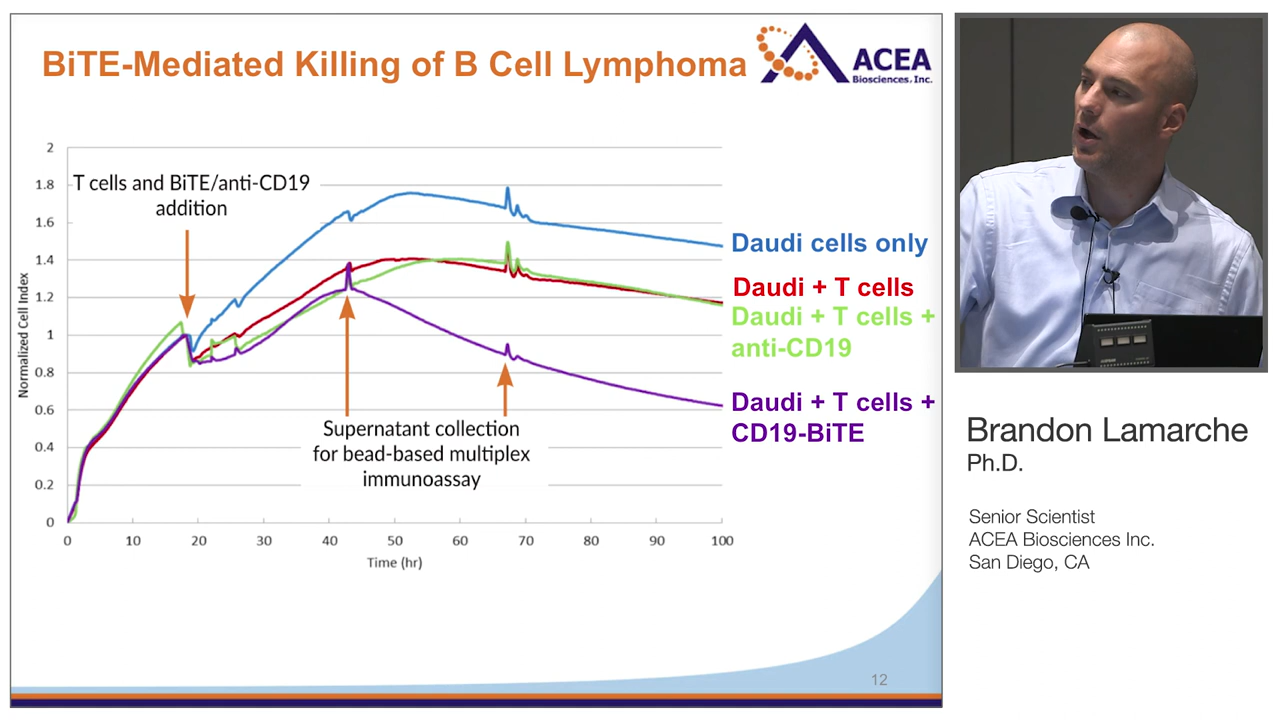 BiTE-Mediated Killing of B Cell Lymphoma
ACEA
Biosciences, Inc.
2
1.8
1.6
1.4
1.2
1
0.8
0.6
0.4
0.2
0
Normalized Cell Index
T cells and BiTE/anti-CD19
addition
Supernatant collection
for bead-based multiplex
immunoassay
0 10 20 30 40 50 60 70 80 90 100
Time (hr)
Daudi cells only
Daudi + T cells
Daudi + T cells +
anti-CD19
Daudi + T cells +
CD19-BiTE
12
Brandon Lamarche
Ph.D.
Senior Scientist
ACEA Biosciences Inc.
San Diego, CA